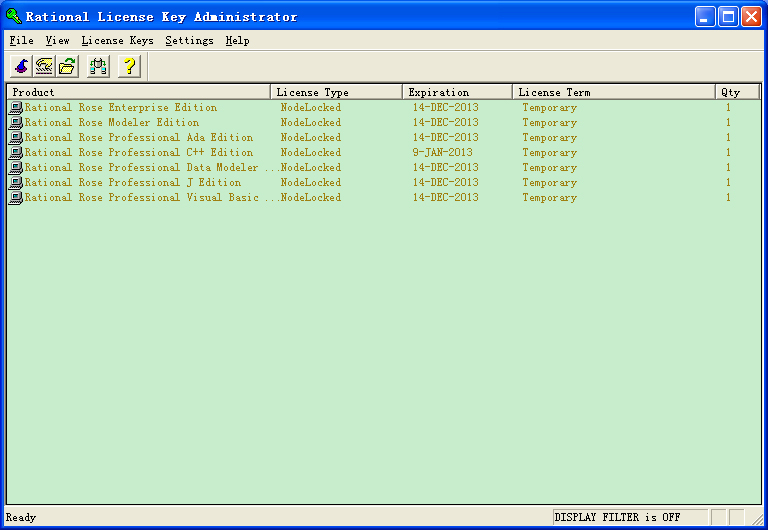 Rational License Key Administrator
File View License Keys Settings Help
Product License Type Expiration License Term Qty
Rational Rose Enterprise Edition NodeLocked 14-DEC-2013 Temporary 1
Rational Rose Modeler Edition NodeLocked 14-DEC-2013 Temporary 1
Rational Rose Professional Ada Edition NodeLocked 14-DEC-2013 Temporary 1
Rational Rose Professional C++ Edition NodeLocked 9-JAN-2013 Temporary 1
Rational Rose Professional Data Modeler ... NodeLocked 14-DEC-2013 Temporary 1
Rational Rose Professional J Edition NodeLocked 14-DEC-2013 Temporary 1
Rational Rose Professional Visual Basic ... NodeLocked 14-DEC-2013 Temporary 1
Ready DISPLAY FILTER is OFF